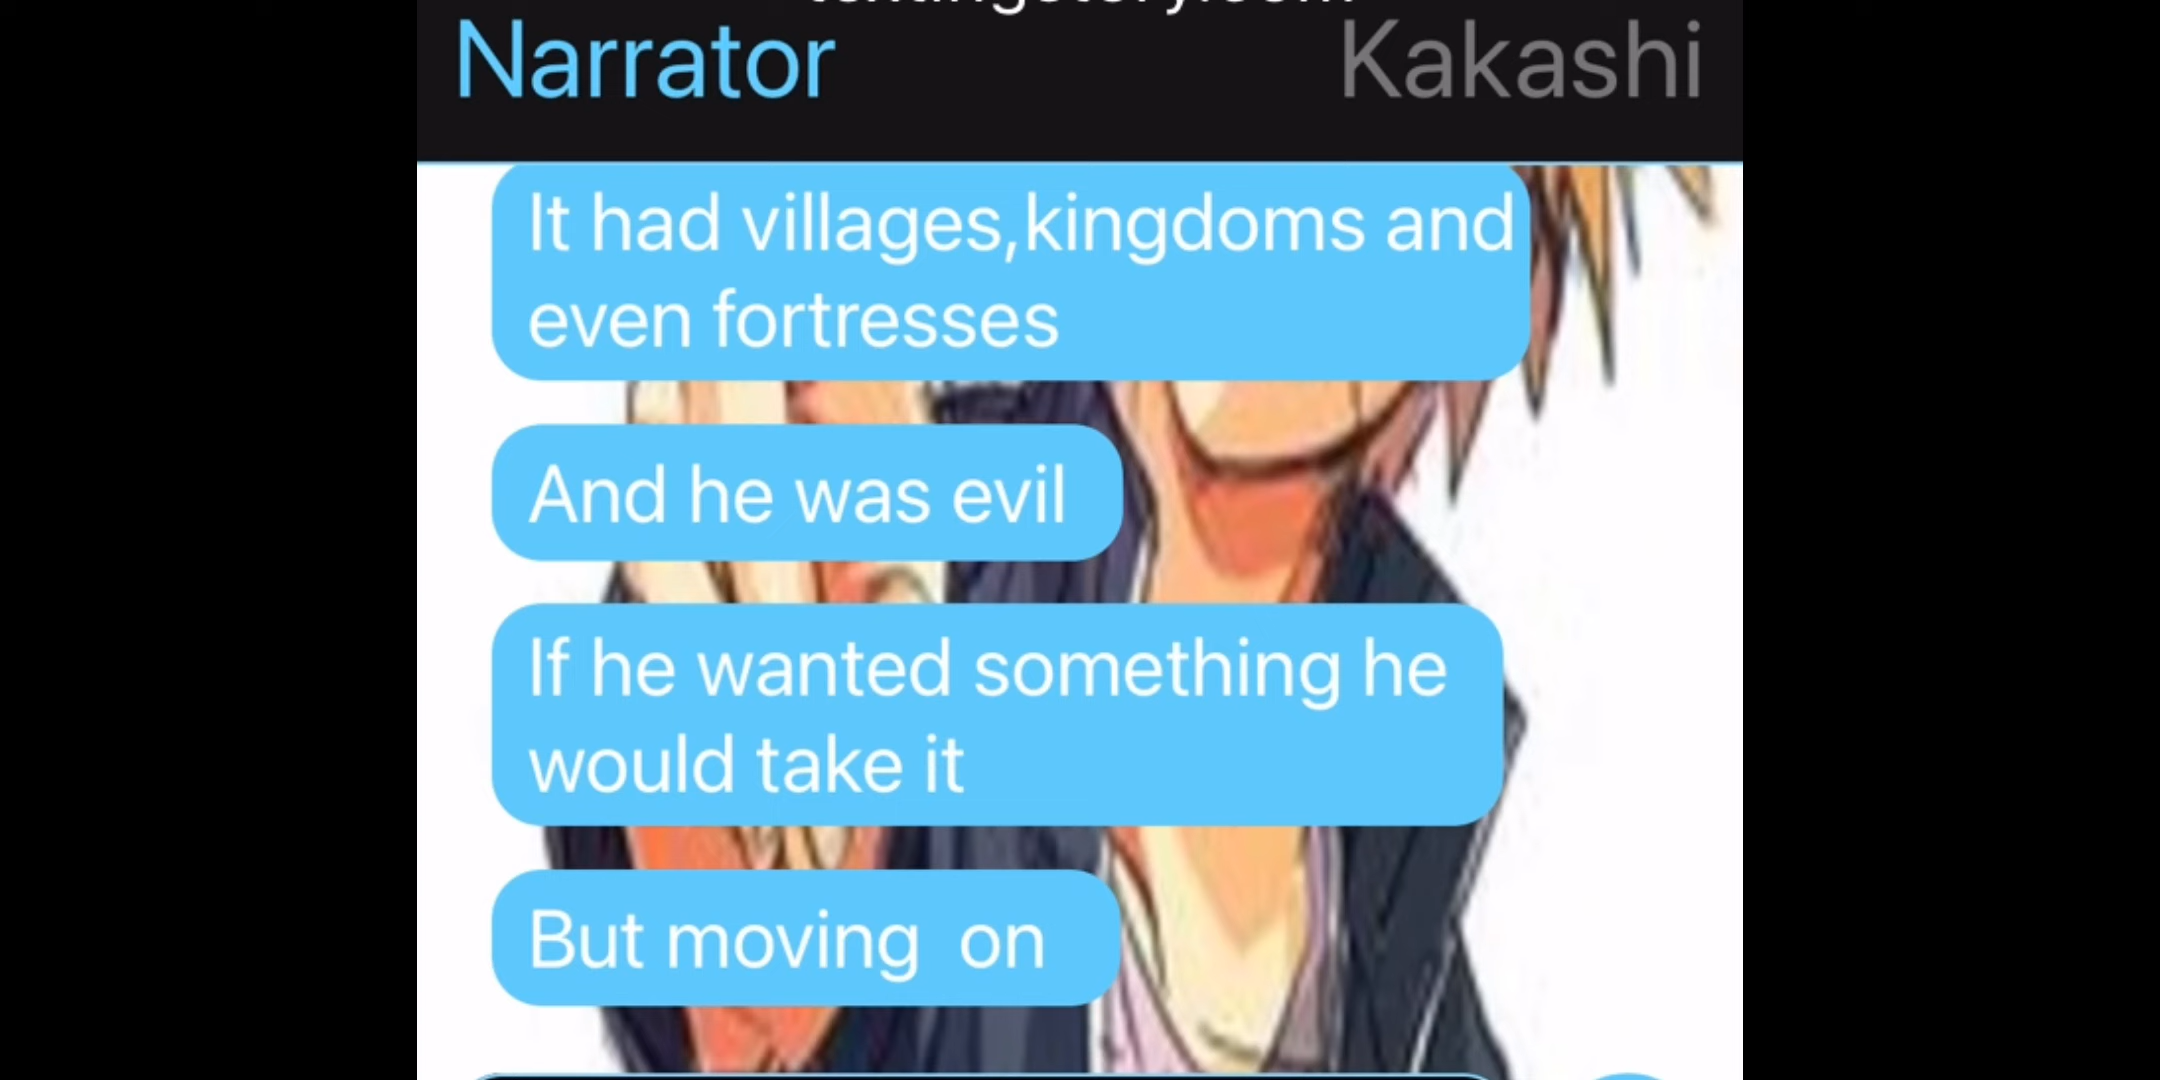 Narrator Kakashi
It had villages,kingdoms and
even fortresses
And he was evil
If he wanted something he
would take it
But moving  on